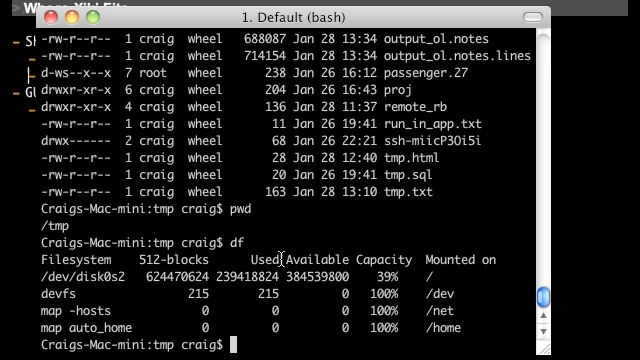 1. Default (bash)
-rw-r--r-- 1 craig wheel 688087 Jan 28 13:34 output_ol.notes
-rw-r--r-- 1 craig wheel 714154 Jan 28 13:34 output_ol.notes.lines
d-ws--x--x 7 root wheel 238 Jan 26 16:12 passenger.27
drwxr-xr-x 6 craig wheel 204 Jan 26 16:43 proj
drwxr-xr-x 4 craig wheel 136 Jan 28 11:37 remote_rb
-rw-r--r-- 1 craig wheel 11 Jan 26 19:41 run_in_app.txt
drwx------ 2 craig wheel 68 Jan 26 22:21 ssh-miicP3Oi5i
-rw-r--r-- 1 craig wheel 28 Jan 28 12:40 tmp.html
-rw-r--r-- 1 craig wheel 20 Jan 26 19:41 tmp.sql
-rw-r--r-- 1 craig wheel 163 Jan 28 13:10 tmp.txt
Craigs-Mac-mini:tmp craig$ pwd
/tmp
Craigs-Mac-mini:tmp craig$ df
Filesystem 512-blocks Used Available Capacity Mounted on
/dev/disk0s2 624470624 239418824 384539800 39% /
devfs 215 215 0 100% /dev
map -hosts 0 0 0 100% /net
map auto_home 0 0 0 100% /home
Craigs-Mac-mini:tmp craig$